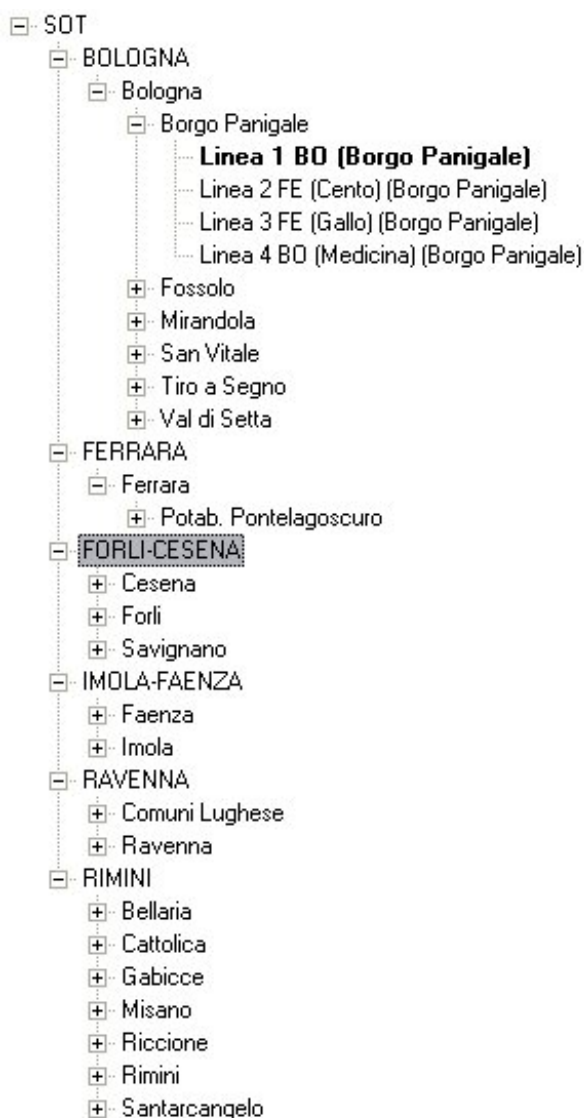 SOT
BOLOGNA
Bologna
Borgo Panigale
Linea 1 BO (Borgo Panigale)
Linea 2 FE (Cento) (Borgo Panigale)
Linea 3 FE (Gallo) (Borgo Panigale)
Linea 4 BO (Medicina) (Borgo Panigale)
Fossolo
Mirandola
San Vitale
Tiro a Segno
Val di Setta
FERRARA
Ferrara
Potab. Pontelagoscuro
FORLI-CESENA
Cesena
Forli
Savignano
IMOLA-FAENZA
Faenza
Imola
RAVENNA
Comuni Lughese
Ravenna
RIMINI
Bellaria
Cattolica
Gabicce
Misano
Riccione
Rimini
Santarcangelo